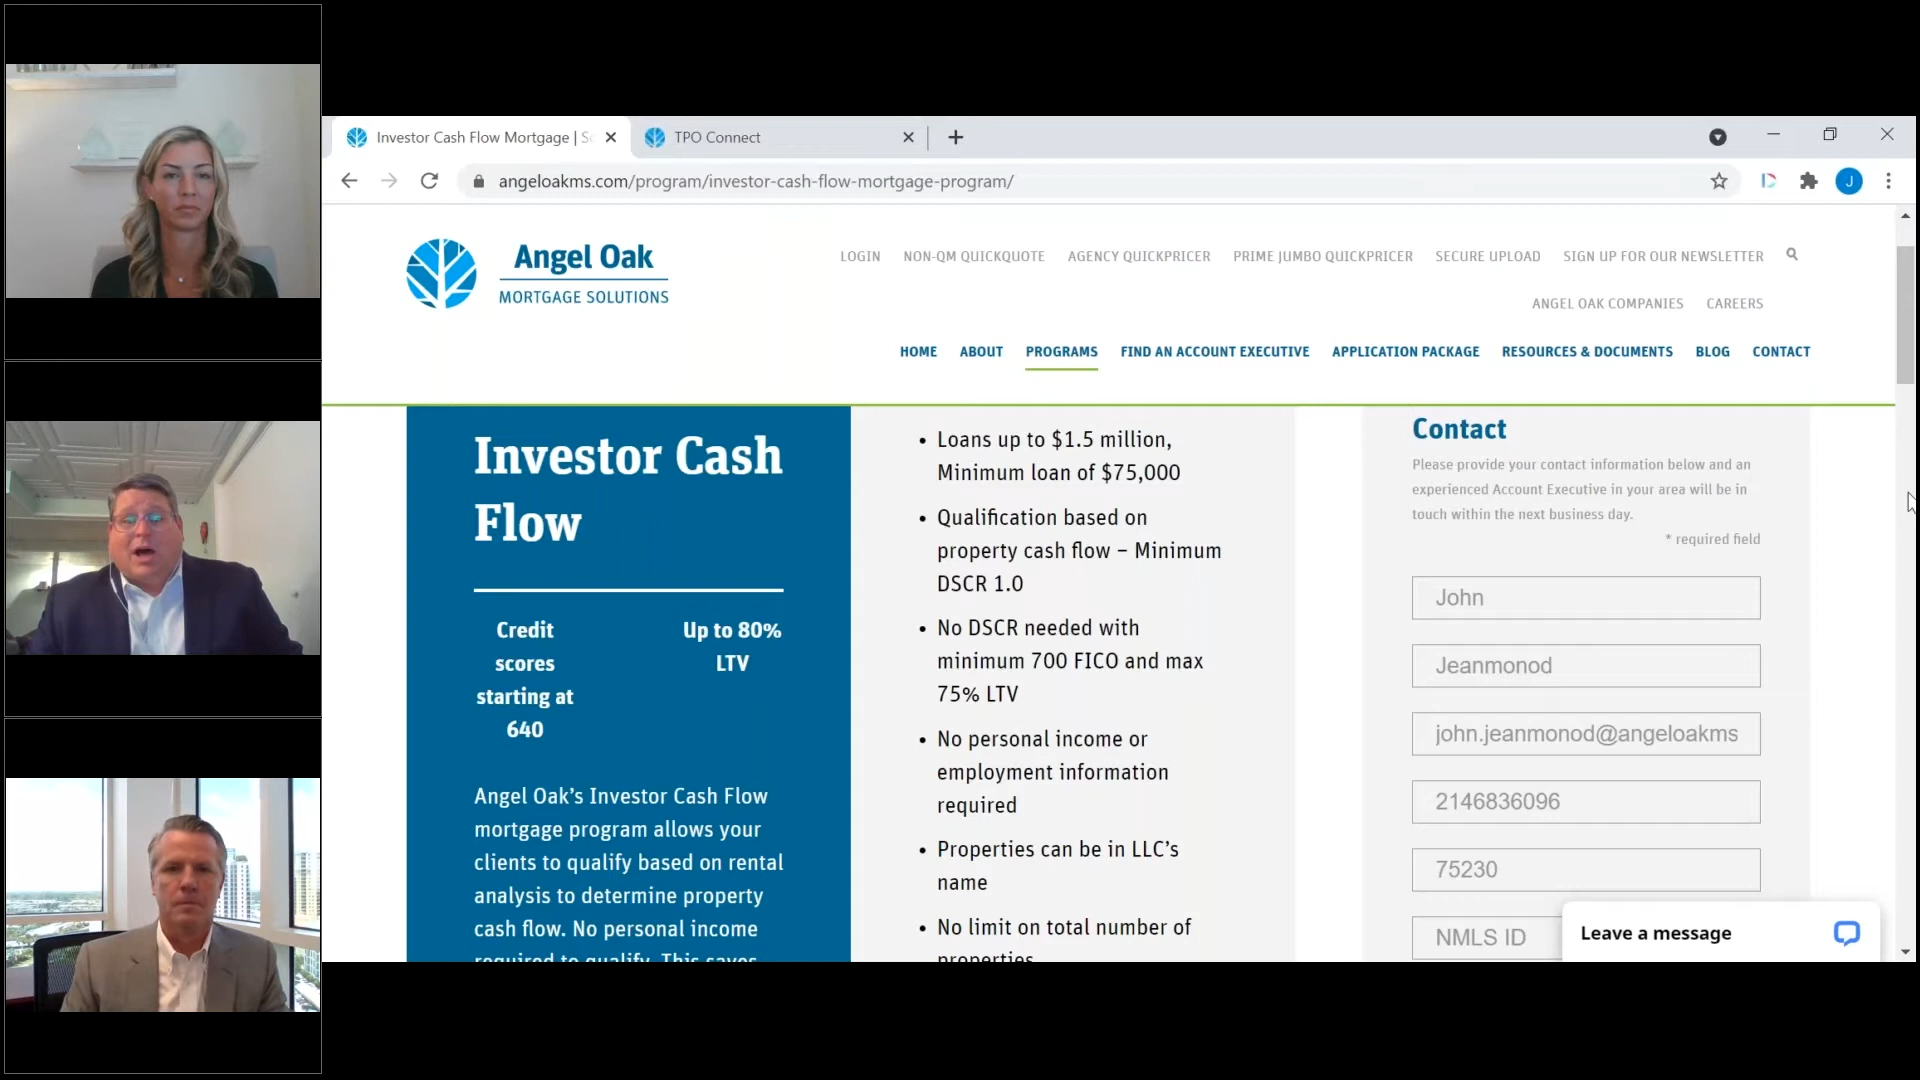 Investor Cash Flow Mortgage | S
TPO Connect
angeloakms.com/program/investor-cash-flow-mortgage-program/
J
Angel Oak
MORTGAGE SOLUTIONS
LOGIN NON-QM QUICKQUOTE AGENCY QUICKPRICER PRIME JUMBO QUICKPRICER SECURE UPLOAD SIGN UP FOR OUR NEWSLETTER
ANGEL OAK COMPANIES CAREERS
HOME ABOUT PROGRAMS FIND AN ACCOUNT EXECUTIVE APPLICATION PACKAGE RESOURCES & DOCUMENTS BLOG CONTACT
Investor Cash
Flow
Credit
scores
starting at
640
Up to 80%
LTV
Angel Oak’s Investor Cash Flow
mortgage program allows your
clients to qualify based on rental
analysis to determine property
cash flow. No personal income
required to qualify. This saves
• Loans up to $1.5 million,
Minimum loan of $75,000
• Qualification based on
property cash flow – Minimum
DSCR 1.0
• No DSCR needed with
minimum 700 FICO and max
75% LTV
• No personal income or
employment information
required
• Properties can be in LLC’s
name
• No limit on total number of
properties
Contact
Please provide your contact information below and an
experienced Account Executive in your area will be in
touch within the next business day.
* required field
John
Jeanmonod
john.jeanmonod@angeloakms
2146836096
75230
NMLS ID
Leave a message